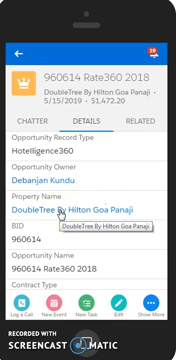 19
960614 Rate360 2018
DoubleTree By Hilton Goa Panaji
5/15/2019 > $1,472.20
CHATTER DETAILS RELATED
Opportunity Record Type
Hotelligence360
Opportunity Owner
Debanjan Kundu
Property Name
DoubleTree By Hilton Goa Panaji
DoubleTree By Hilton Goa Panaji
BID
960614
Opportunity Name
960614 Rate360 2018
Contract Type
Log a Call New Event New Task Edit Show More
RECORDED WITH
SCREENCAST MATIC